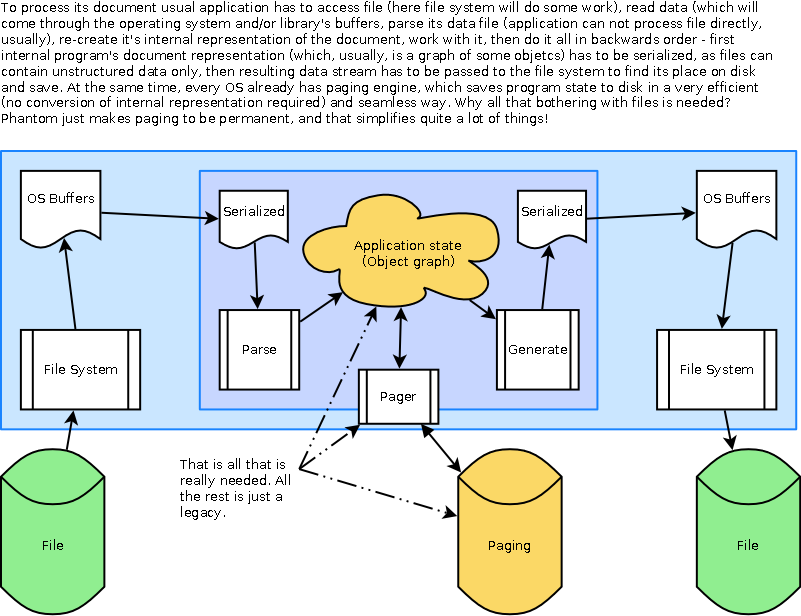 To process its document usual application has to access file (here file system will do some work), read data (which will
come through the operating system and/or library's buffers, parse its data file (application can not process file directly,
usually), re-create it's internal representation of the document, work with it, then do it all in backwards order - first
internal program's document representation (which, usually, is a graph of some objetcs) has to be serialized, as files can
contain unstructured data only, then resulting data stream has to be passed to the file system to find its place on disk
and save. At the same time, every OS already has paging engine, which saves program state to disk in a very efficient
(no conversion of internal representation required) and seamless way. Why all that bothering with files is needed?
Phantom just makes paging to be permanent, and that simplifies quite a lot of things!
OS Buffers
Serialized
Serialized
OS Buffers
Application state
(Object graph)
File System
Parse
Generate
File System
Pager
That is all that is
really needed. All
the rest is just a
legacy.
File
Paging
File